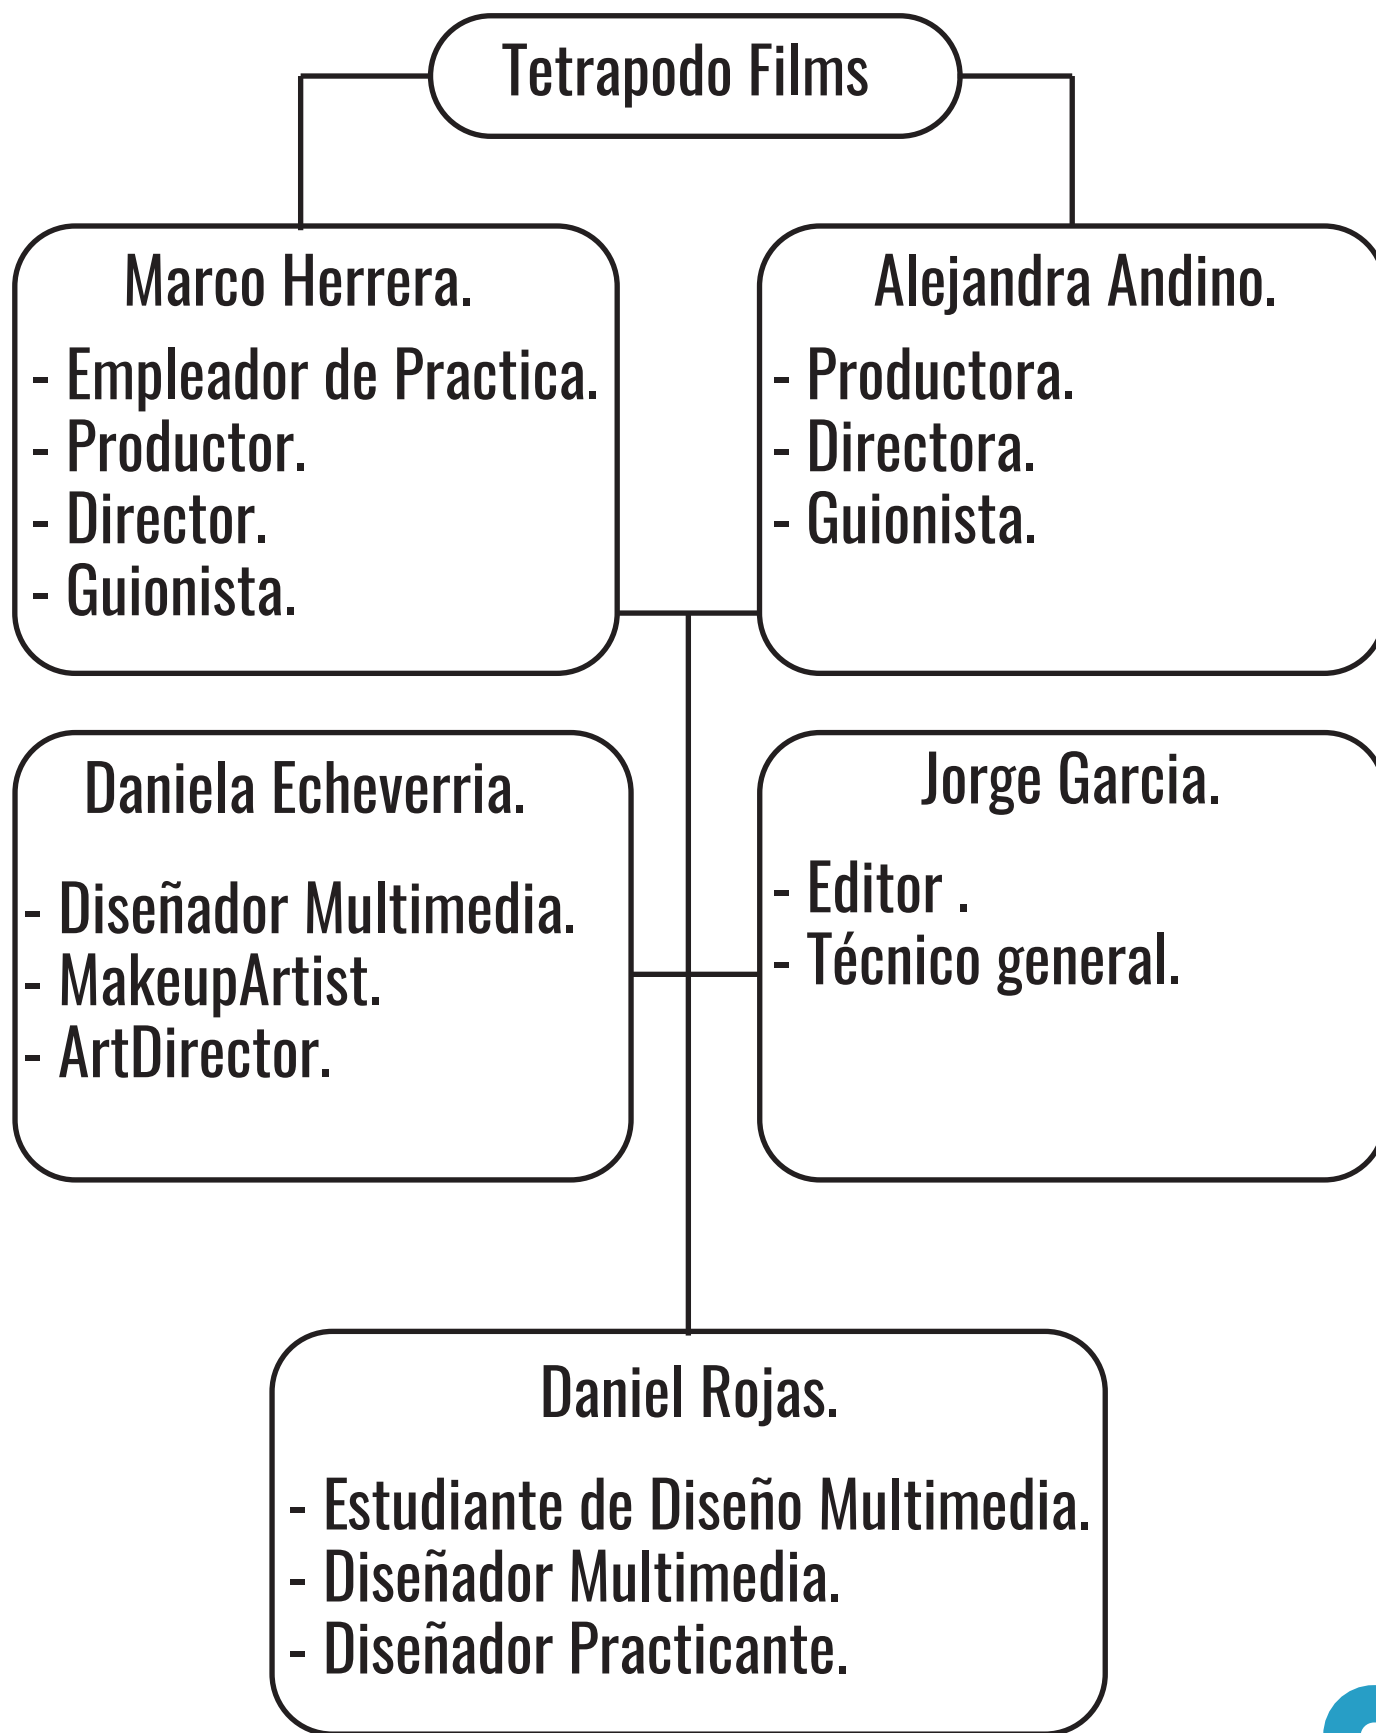 Tetrapodo Films
Marco Herrera.
- Empleador de Practica.
- Productor.
- Director.
- Guionista.
Alejandra Andino.
- Productora.
- Directora.
- Guionista.
Daniela Echeverria.
- Diseñador Multimedia.
- MakeupArtist.
- ArtDirector.
Jorge Garcia.
- Editor .
- Técnico general.
Daniel Rojas.
- Estudiante de Diseño Multimedia.
- Diseñador Multimedia.
- Diseñador Practicante.